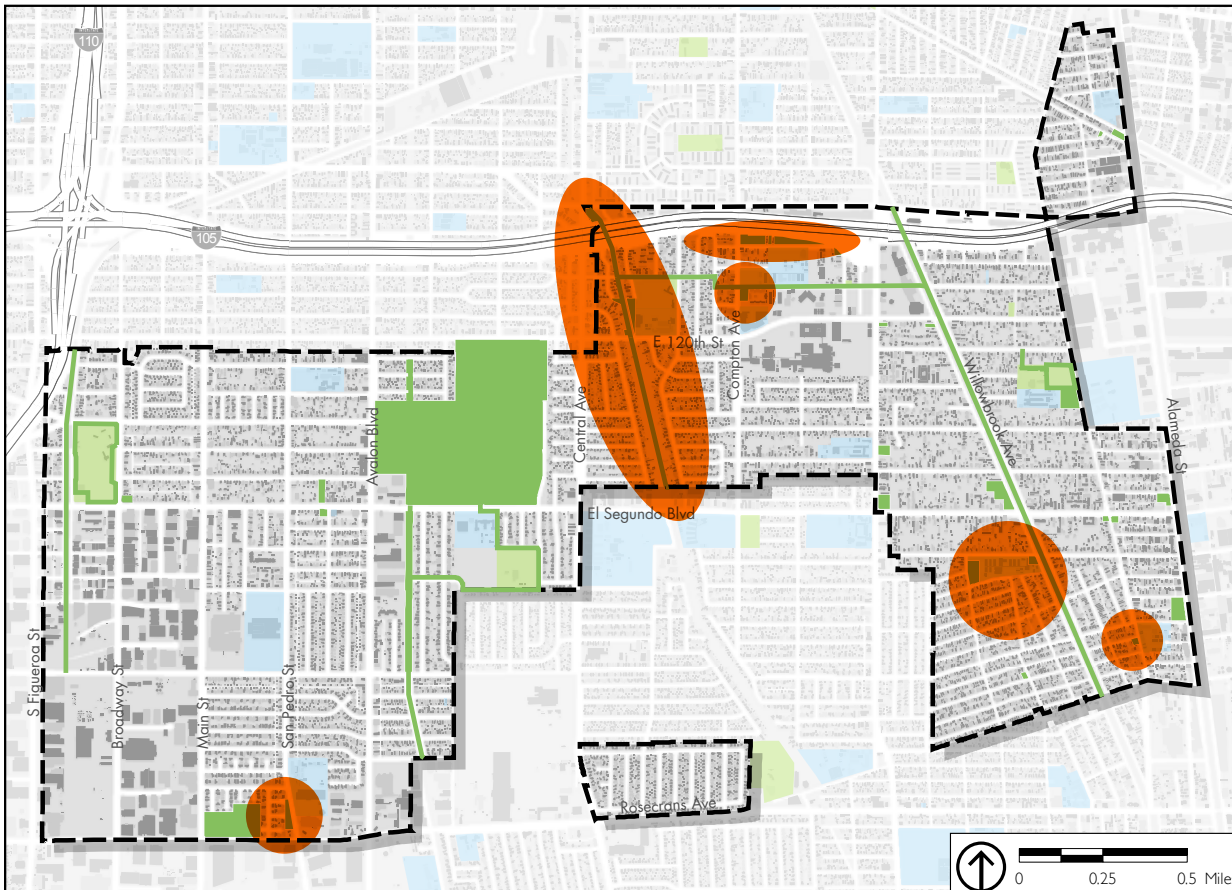 110
105
E 120th St
Compton Ave
Willowbrook Ave
Central Ave
Avalon Blvd
Alameda St
El Segundo Blvd
S Figueroa St
Broadway St
Main St
San Pedro St
Rosecrans Ave
0 0.25 0.5 Mile